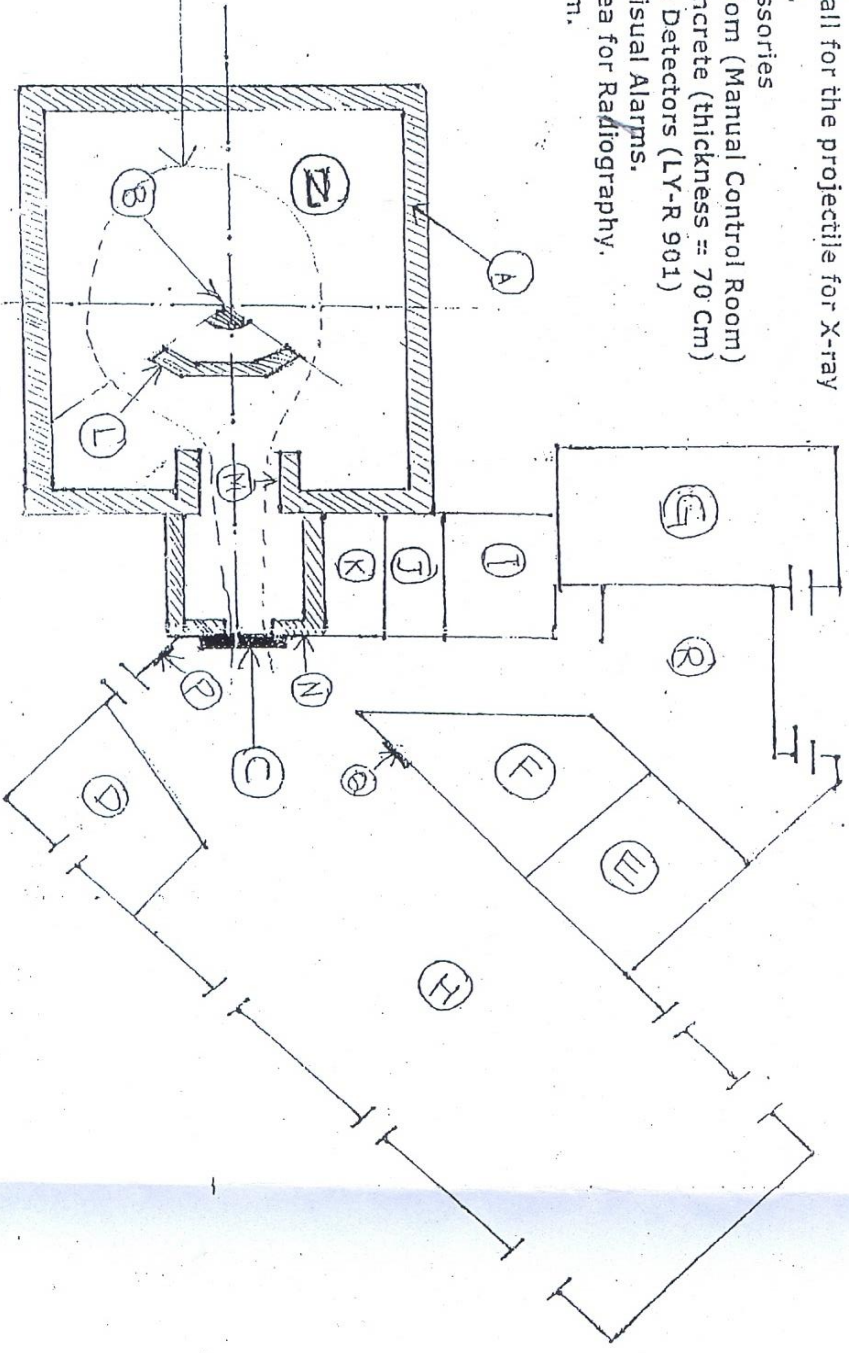 all for the projectile for X-ray
ssories
om (Manual Control Room)
ncrete (thickness = 70 Cm)
Detectors (LY-R 901)
isual Alarms.
ea for Radiography.
m.
G
R
E
A
F
I
H
J
K
Q
Z
N
C
M
P
B
L
D